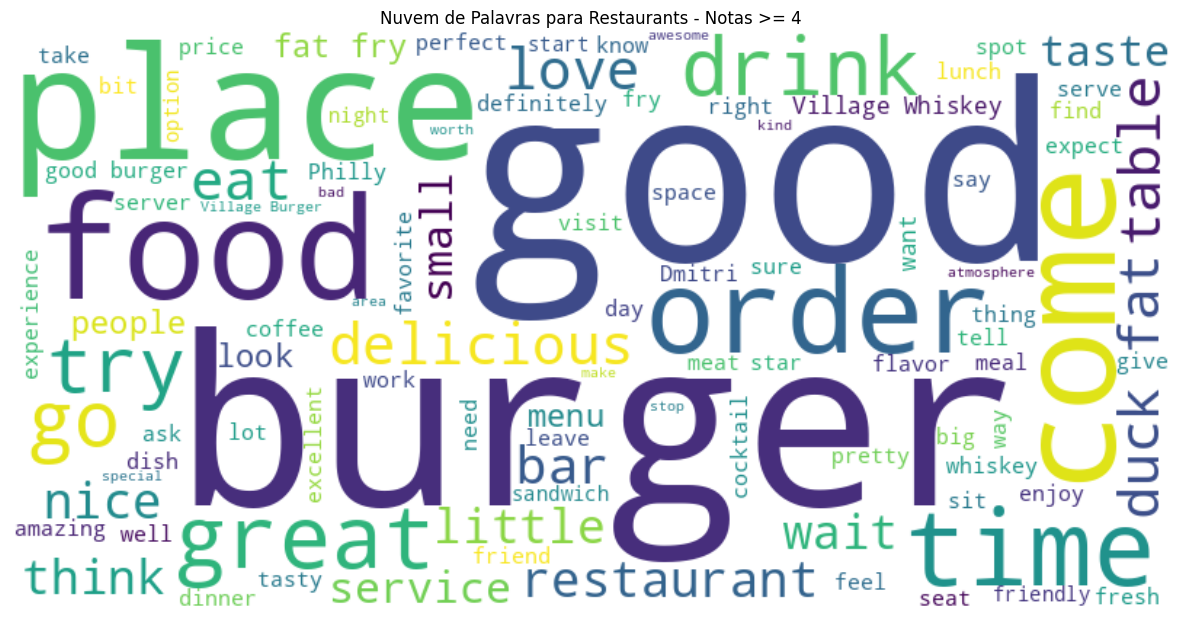 Nuvem de Palavras para Restaurants - Notas >= 4
take
price
fat fry
perfect
start
know
awesome
love
drink
spot
taste
bit
option
place
night
worth
definitely
fry
right
Village Whiskey
kind
lunch
serve
find
good
expect
table
good burger
eat
Philly
bad
server
Village Burger
small
space
say
visit
want
food
favorite
Dmitri
sure
atmosphere
come
duck fat
experience
area
day
order
thing
people
coffee
delicious
tell
try
look
work
make
meat
star
flavor
meal
give
burger
stop
go
ask
lot
excellent
need
menu
leave
bar
cocktail
pretty
big
way
whiskey
dish
special
sandwich
sit
enjoy
nice
amazing
well
great
little
friend
wait
time
think
tasty
dinner
service
restaurant
feel
seat
friendly
fresh